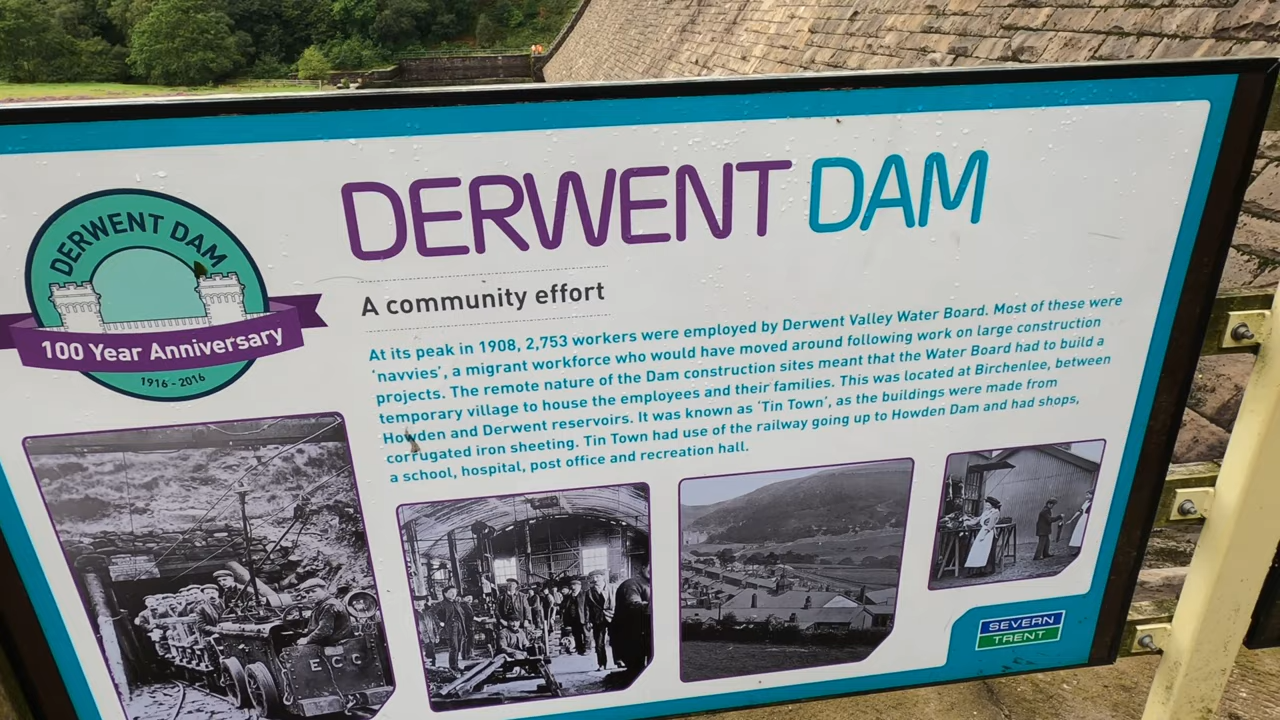 DERWENT DAM
DERWENT DAM
100 Year Anniversary
1916 - 2016
A community effort
At its peak in 1908, 2,753 workers were employed by Derwent Valley Water Board. Most of these were
'navvies', a migrant workforce who would have moved around following work on large construction
projects. The remote nature of the Dam construction sites meant that the Water Board had to build a
temporary village to house the employees and their families. This was located at Birchenlee, between
Howden and Derwent reservoirs. It was known as 'Tin Town', as the buildings were made from
corrugated iron sheeting. Tin Town had use of the railway going up to Howden Dam and had shops,
a school, hospital, post office and recreation hall.
E C C
SEVERN
TRENT